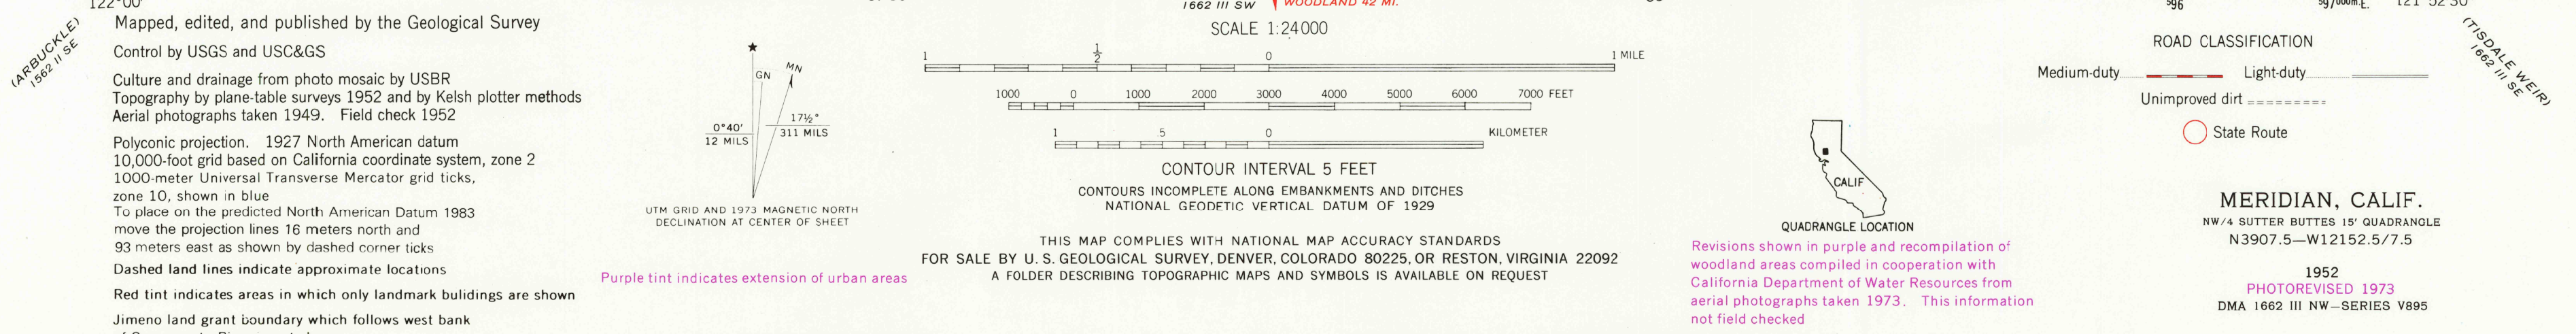 122°00'
(ARBUCKLE)
1562 II SE
Mapped, edited, and published by the Geological Survey
Control by USGS and USC&GS
Culture and drainage from photo mosaic by USBR
Topography by plane-table surveys 1952 and by Kelsh plotter methods
Aerial photographs taken 1949. Field check 1952
Polyconic projection. 1927 North American datum
10,000-foot grid based on California coordinate system, zone 2
1000-meter Universal Transverse Mercator grid ticks,
zone 10, shown in blue
To place on the predicted North American Datum 1983
move the projection lines 16 meters north and
93 meters east as shown by dashed corner ticks
Dashed land lines indicate approximate locations
Red tint indicates areas in which only landmark bulidings are shown
Jimeno land grant boundary which follows west bank
★
GN
MN
0°40'
12 MILS
17½°
311 MILS
UTM GRID AND 1973 MAGNETIC NORTH
DECLINATION AT CENTER OF SHEET
Purple tint indicates extension of urban areas
1662 III SW
WOODLAND 42 MI.
SCALE 1:24000
1 ½ 0 1 MILE
1000 0 1000 2000 3000 4000 5000 6000 7000 FEET
1 .5 0 KILOMETER
CONTOUR INTERVAL 5 FEET
CONTOURS INCOMPLETE ALONG EMBANKMENTS AND DITCHES
NATIONAL GEODETIC VERTICAL DATUM OF 1929
THIS MAP COMPLIES WITH NATIONAL MAP ACCURACY STANDARDS
FOR SALE BY U. S. GEOLOGICAL SURVEY, DENVER, COLORADO 80225, OR RESTON, VIRGINIA 22092
A FOLDER DESCRIBING TOPOGRAPHIC MAPS AND SYMBOLS IS AVAILABLE ON REQUEST
CALIF
QUADRANGLE LOCATION
Revisions shown in purple and recompilation of
woodland areas compiled in cooperation with
California Department of Water Resources from
aerial photographs taken 1973. This information
not field checked
596
597000m.E.
121°52'30"
(TISDALE WEIR)
1662 III SE
ROAD CLASSIFICATION
Medium-duty Light-duty
Unimproved dirt
State Route
MERIDIAN, CALIF.
NW/4 SUTTER BUTTES 15' QUADRANGLE
N3907.5—W12152.5/7.5
1952
PHOTOREVISED 1973
DMA 1662 III NW—SERIES V895